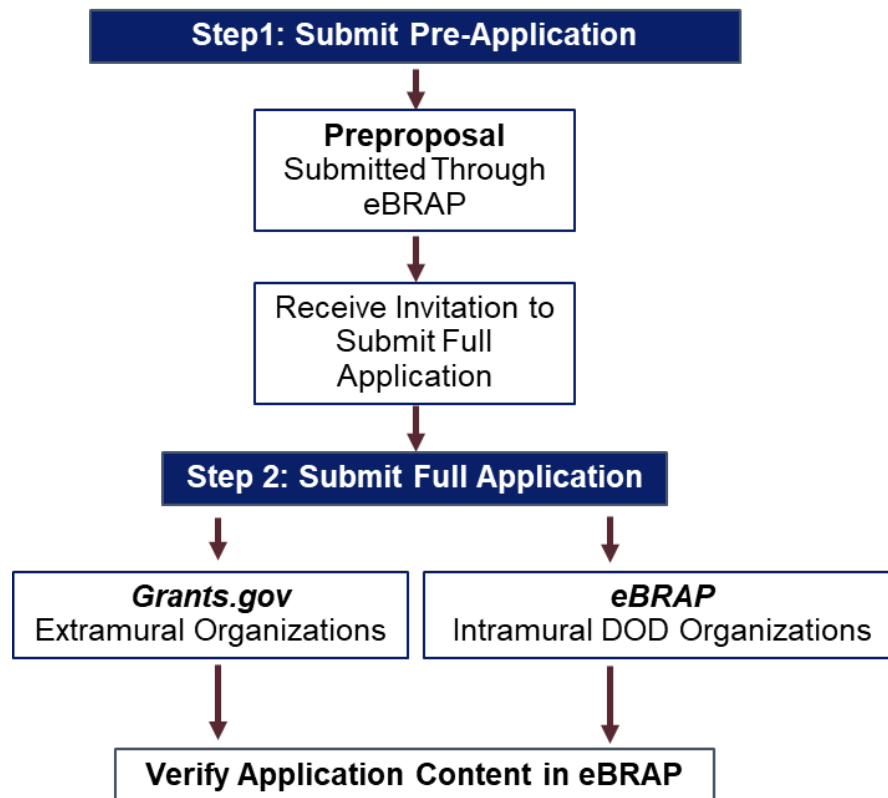 Step1: Submit Pre-Application
Preproposal
Submitted Through
eBRAP
Receive Invitation to
Submit Full
Application
Step 2: Submit Full Application
Grants.gov
Extramural Organizations
eBRAP
Intramural DOD Organizations
Verify Application Content in eBRAP